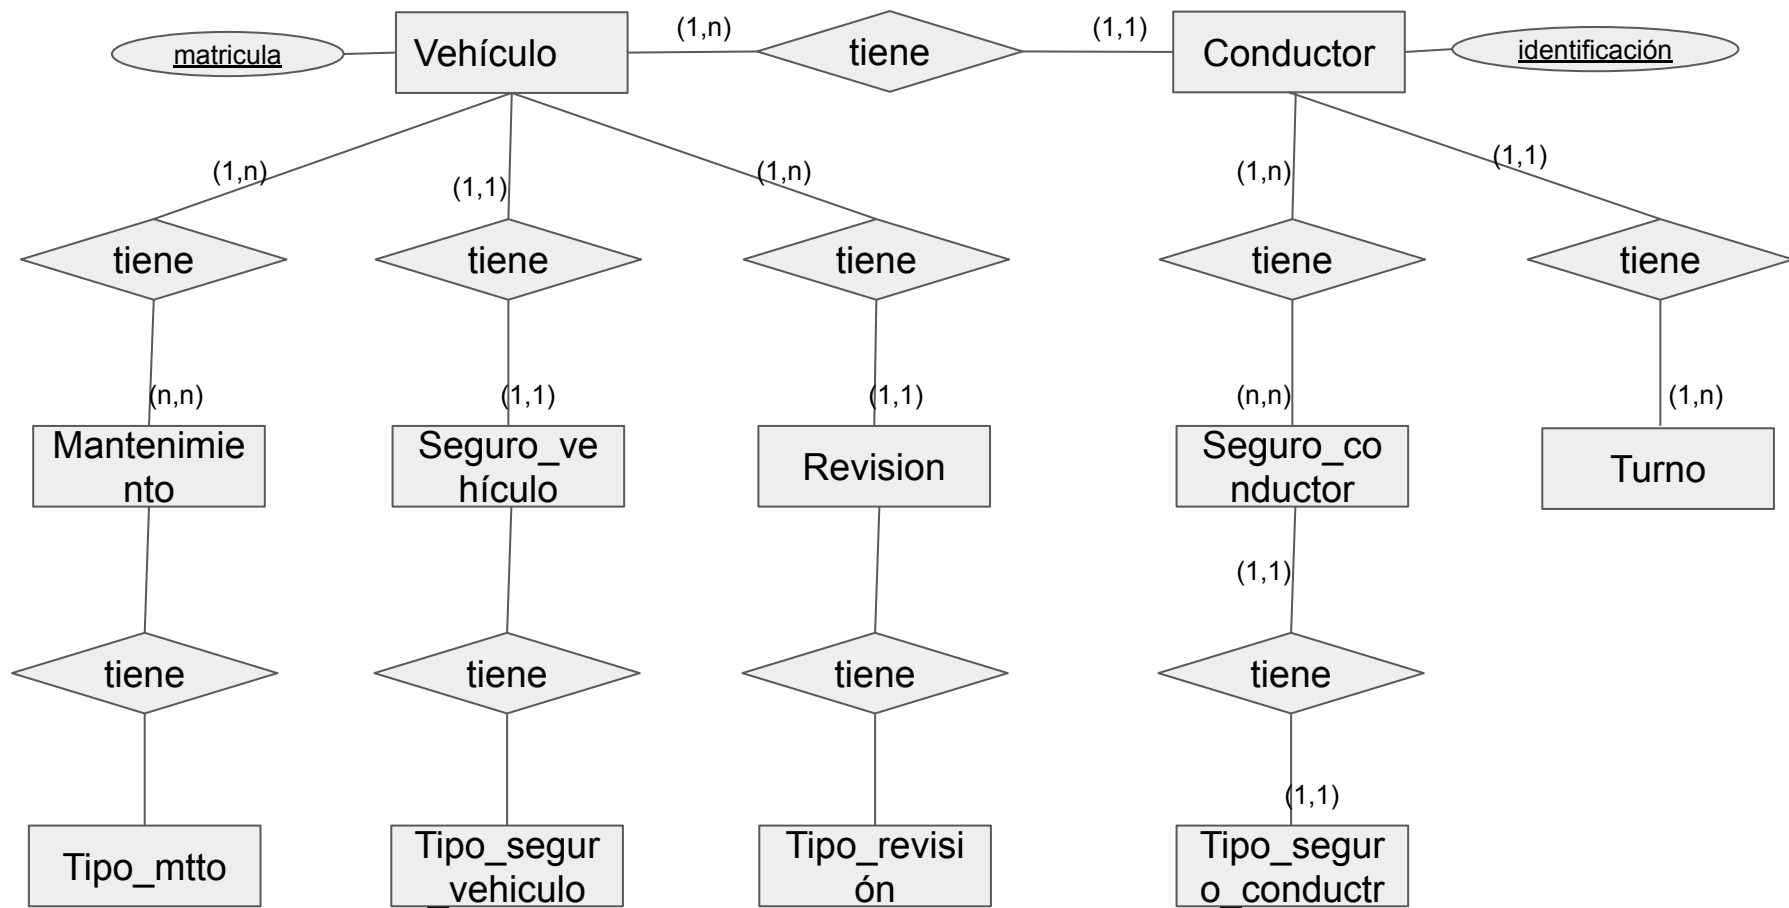 (1,n)
(1,1)
matricula
Vehículo
tiene
Conductor
identificación
(1,n)
(1,1)
(1,n)
(1,n)
(1,1)
tiene
tiene
tiene
tiene
tiene
(n,n)
(1,1)
(1,1)
(n,n)
(1,n)
Mantenimie
nto
Seguro_ve
hículo
Revision
Seguro_co
nductor
Turno
(1,1)
tiene
tiene
tiene
tiene
(1,1)
Tipo_mtto
Tipo_segur
_vehiculo
Tipo_revisi
ón
Tipo_segur
o_conductr